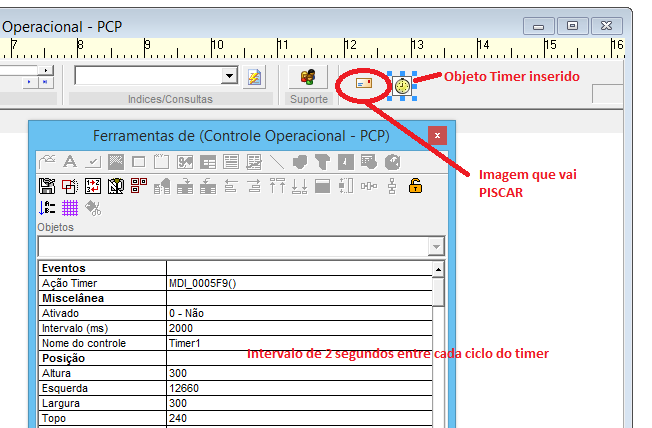 Operacional - PCP
7 8 9 10 11 12 13 14 15 16
Objeto Timer inserido
Indices/Consultas
Suporte
Ferramentas de (Controle Operacional - PCP)
x
Imagem que vai
PISCAR
Objetos
Eventos
Ação Timer MDI_0005F9()
Miscelânea
Ativado 0 - Não
Intervalo (ms) 2000
Nome do controle Timer1
Intervalo de 2 segundos entre cada ciclo do timer
Posição
Altura 300
Esquerda 12660
Largura 300
Topo 240